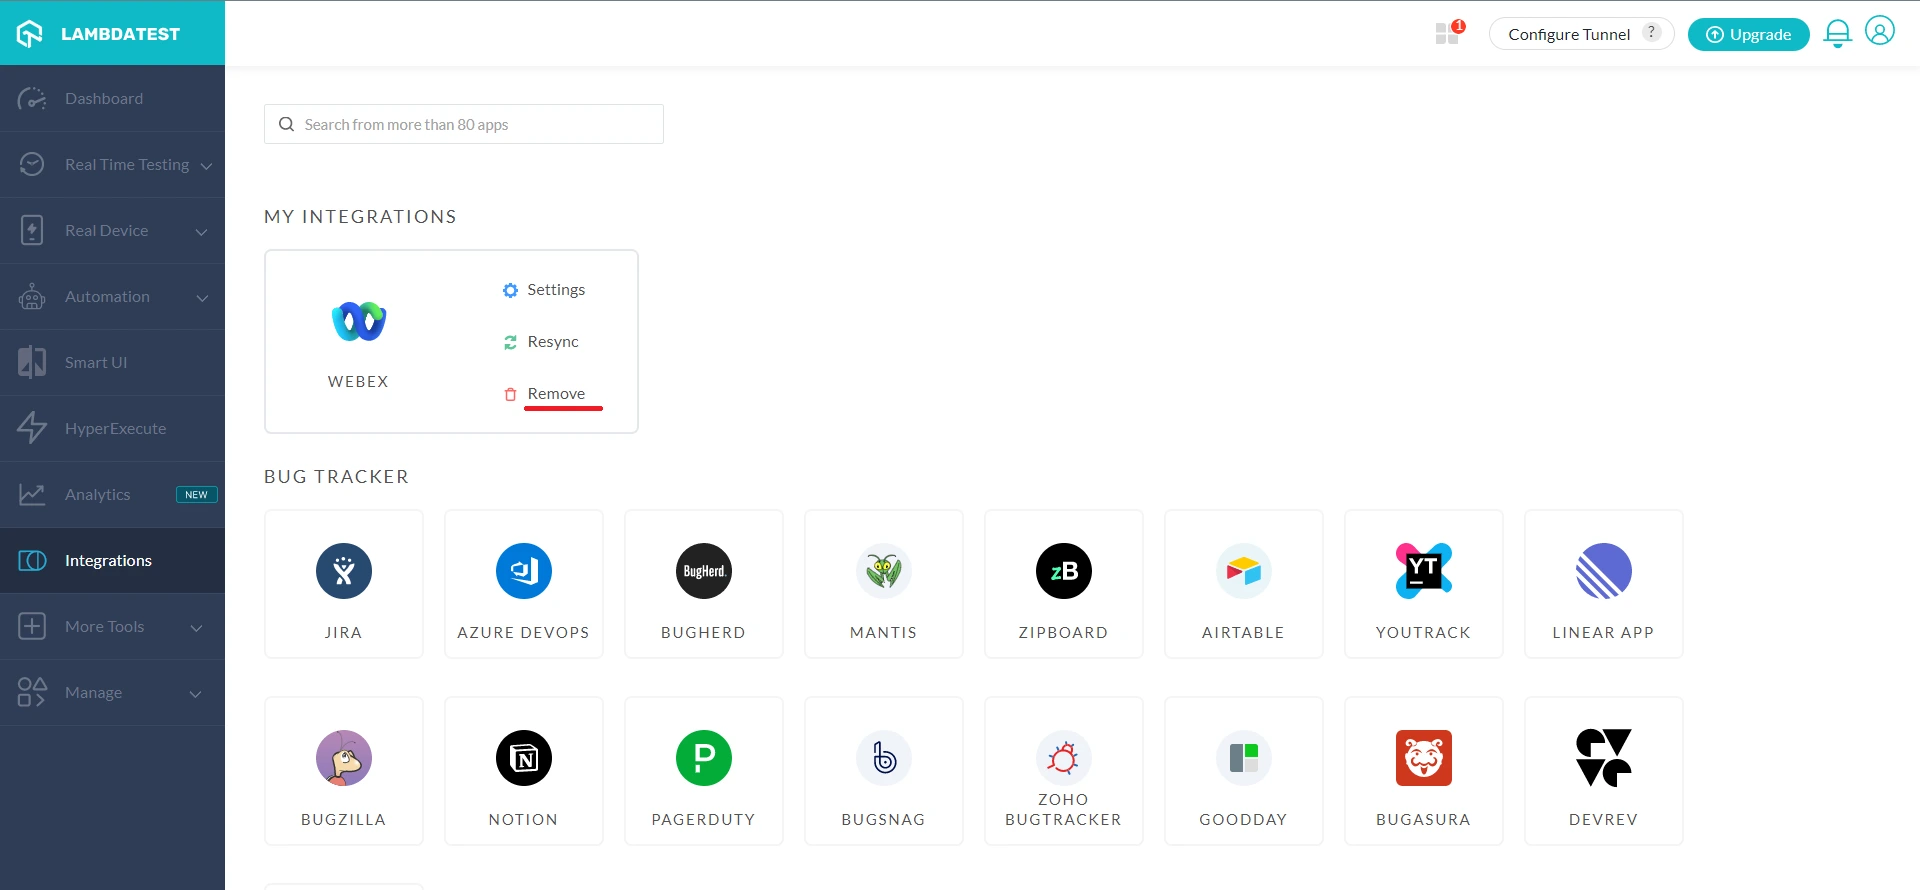 LAMBDATEST
1
Configure Tunnel ?
Upgrade
Dashboard
Real Time Testing
Real Device
Automation
Smart UI
HyperExecute
Analytics NEW
Integrations
More Tools
Manage
Search from more than 80 apps
MY INTEGRATIONS
WEBEX
Settings
Resync
Remove
BUG TRACKER
JIRA
AZURE DEVOPS
BugHerd.
BUGHERD
MANTIS
zB
ZIPBOARD
AIRTABLE
YT
YOUTRACK
LINEAR APP
BUGZILLA
N
NOTION
P
PAGERDUTY
b
BUGSNAG
ZOHO
BUGTRACKER
GOODDAY
BUGASURA
DEVREV